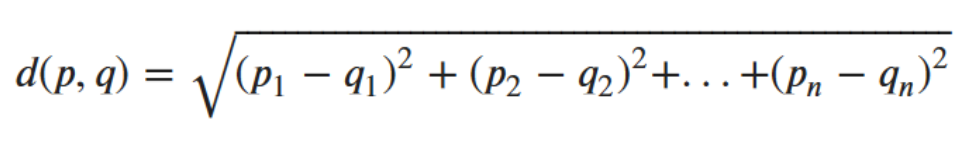 d(p, q) = √(p₁ − q₁)² + (p₂ − q₂)²+. . . +(pₙ − qₙ)²